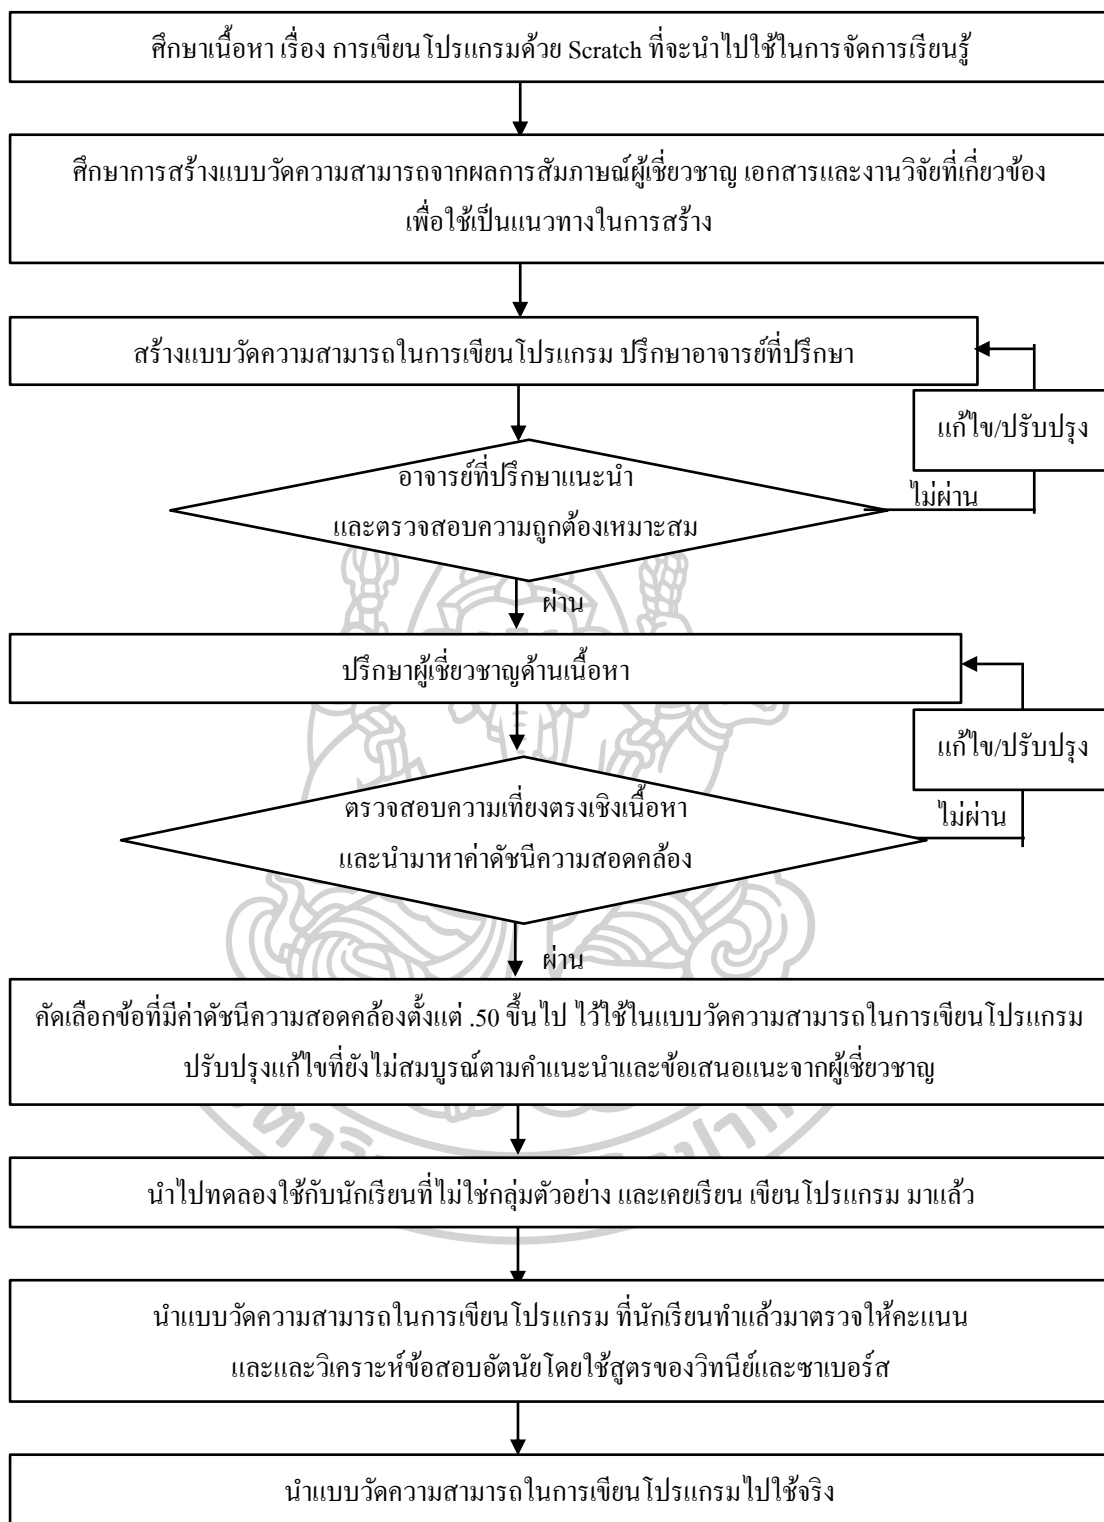 ศึกษาเนื้อหา เรื่อง การเขียนโปรแกรมด้วย Scratch ที่จะนำไปใช้ในการจัดการเรียนรู้
ศึกษาการสร้างแบบวัดความสามารถจากผลการสัมภาษณ์ผู้เชี่ยวชาญ เอกสารและงานวิจัยที่เกี่ยวข้อง
เพื่อใช้เป็นแนวทางในการสร้าง
สร้างแบบวัดความสามารถในการเขียนโปรแกรม ปรึกษาอาจารย์ที่ปรึกษา
แก้ไข/ปรับปรุง
อาจารย์ที่ปรึกษาแนะนำ
และตรวจสอบความถูกต้องเหมาะสม
ไม่ผ่าน
ผ่าน
ปรึกษาผู้เชี่ยวชาญด้านเนื้อหา
แก้ไข/ปรับปรุง
ตรวจสอบความเที่ยงตรงเชิงเนื้อหา
และนำมาหาค่าดัชนีความสอดคล้อง
ไม่ผ่าน
ผ่าน
คัดเลือกข้อที่มีค่าดัชนีความสอดคล้องตั้งแต่ .50 ขึ้นไป ไว้ใช้ในแบบวัดความสามารถในการเขียนโปรแกรม
ปรับปรุงแก้ไขที่ยังไม่สมบูรณ์ตามคำแนะนำและข้อเสนอแนะจากผู้เชี่ยวชาญ
นำไปทดลองใช้กับนักเรียนที่ไม่ใช่กลุ่มตัวอย่าง และเคยเรียน เขียนโปรแกรม มาแล้ว
นำแบบวัดความสามารถในการเขียนโปรแกรม ที่นักเรียนทำแล้วมาตรวจให้คะแนน
และและวิเคราะห์ข้อสอบอัตนัยโดยใช้สูตรของวิทนีย์และซาเบอร์ส
นำแบบวัดความสามารถในการเขียนโปรแกรมไปใช้จริง